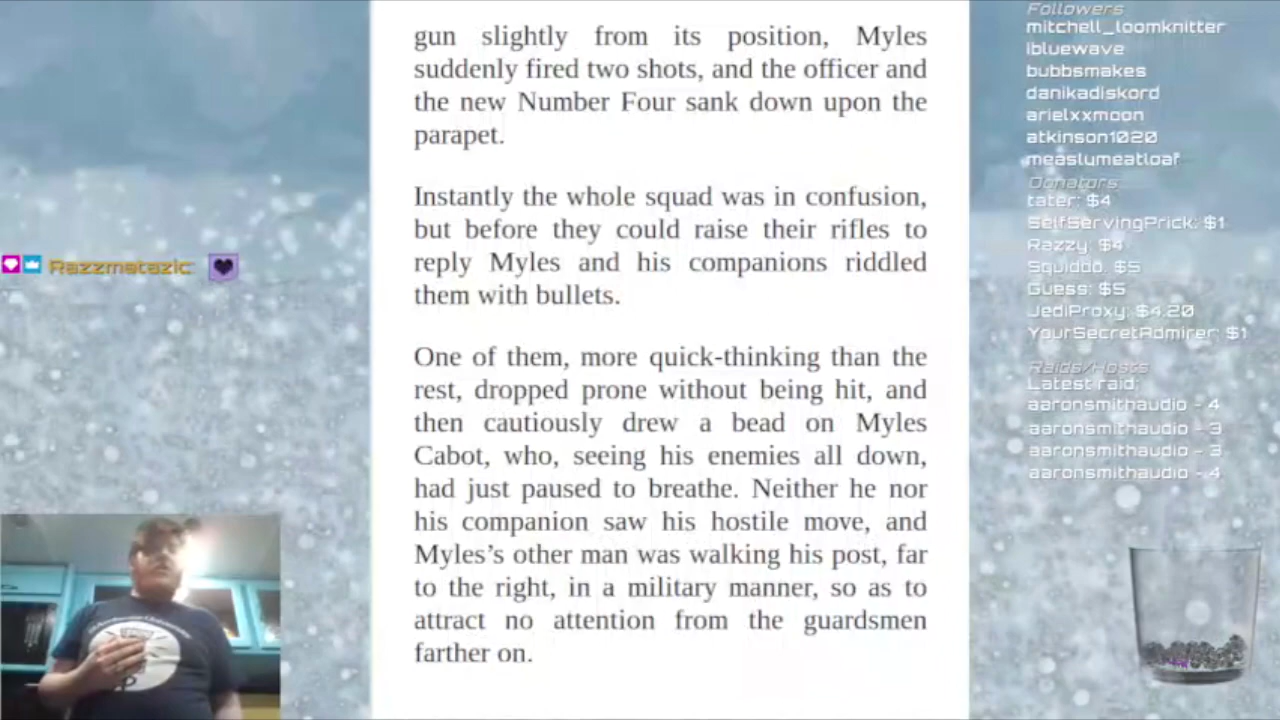 gun slightly from its position, Myles
suddenly fired two shots, and the officer and
the new Number Four sank down upon the
parapet.
Instantly the whole squad was in confusion,
but before they could raise their rifles to
reply Myles and his companions riddled
them with bullets.
One of them, more quick-thinking than the
rest, dropped prone without being hit, and
then cautiously drew a bead on Myles
Cabot, who, seeing his enemies all down,
had just paused to breathe. Neither he nor
his companion saw his hostile move, and
Myles’s other man was walking his post, far
to the right, in a military manner, so as to
attract no attention from the guardsmen
farther on.
Razzmatazic
Followers
mitchell_loomknitter
lbluewave
bubbsmakes
danikadiskord
arielxxmoon
atkinson1020
measlymeatloaf
Donators
tater: $4
SelfServingPrick: $1
Razzy: $4
Squiddo: $5
Guess: $5
JediProxy: $4.20
YourSecretAdmirer: $1
Raids/Hosts
Latest raid:
aaronsmithaudio - 4
aaronsmithaudio - 3
aaronsmithaudio - 3
aaronsmithaudio - 4